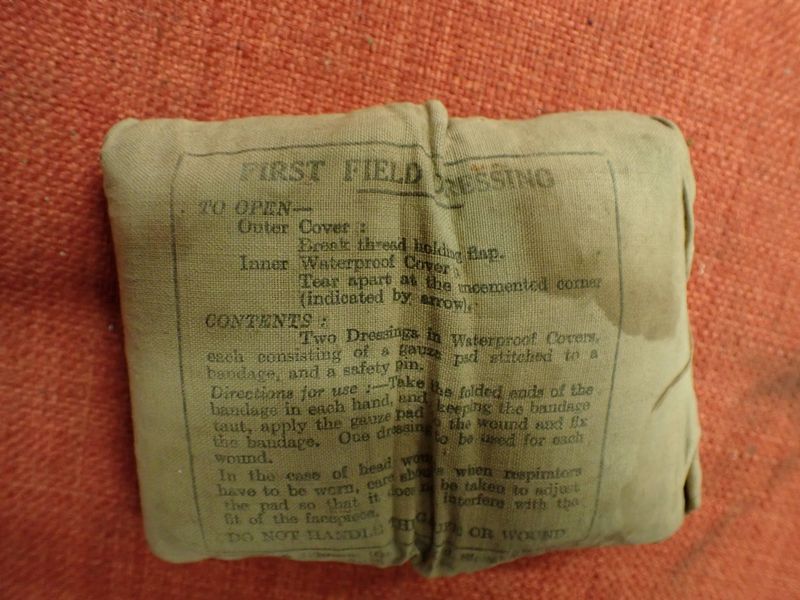 FIRST FIELD DRESSING
TO OPEN—
Outer Cover :
Break thread holding flap.
Inner Waterproof Cover :
Tear apart at the uncemented corner
(indicated by arrow).
CONTENTS :
Two Dressings in Waterproof Covers,
each consisting of a gauze pad stitched to a
bandage, and a safety pin.
Directions for use :—Take the folded ends of the
bandage in each hand, and, keeping the bandage
taut, apply the gauze pad to the wound and fix
the bandage. One dressing to be used for each
wound.
In the case of head when respirators
have to be worn, care be taken to adjust
the pad so that it does interfere with the
fit of the facepiece.
DO NOT HANDLE OR WOUND